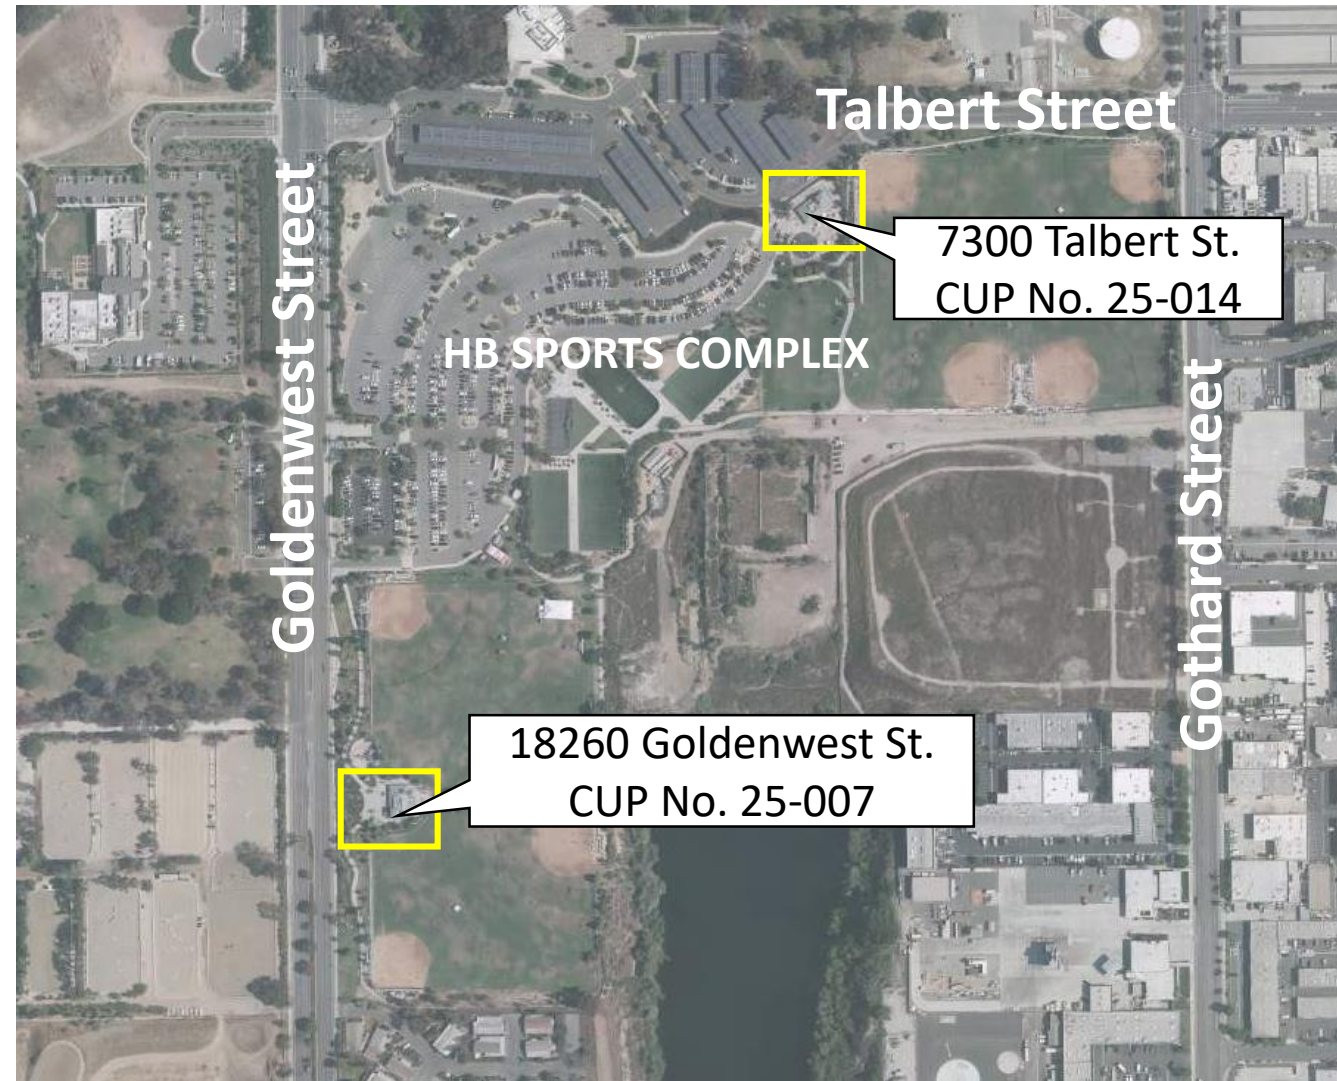 Talbert Street
7300 Talbert St.
CUP No. 25-014
Goldenwest Street
HB SPORTS COMPLEX
Gothard Street
18260 Goldenwest St.
CUP No. 25-007